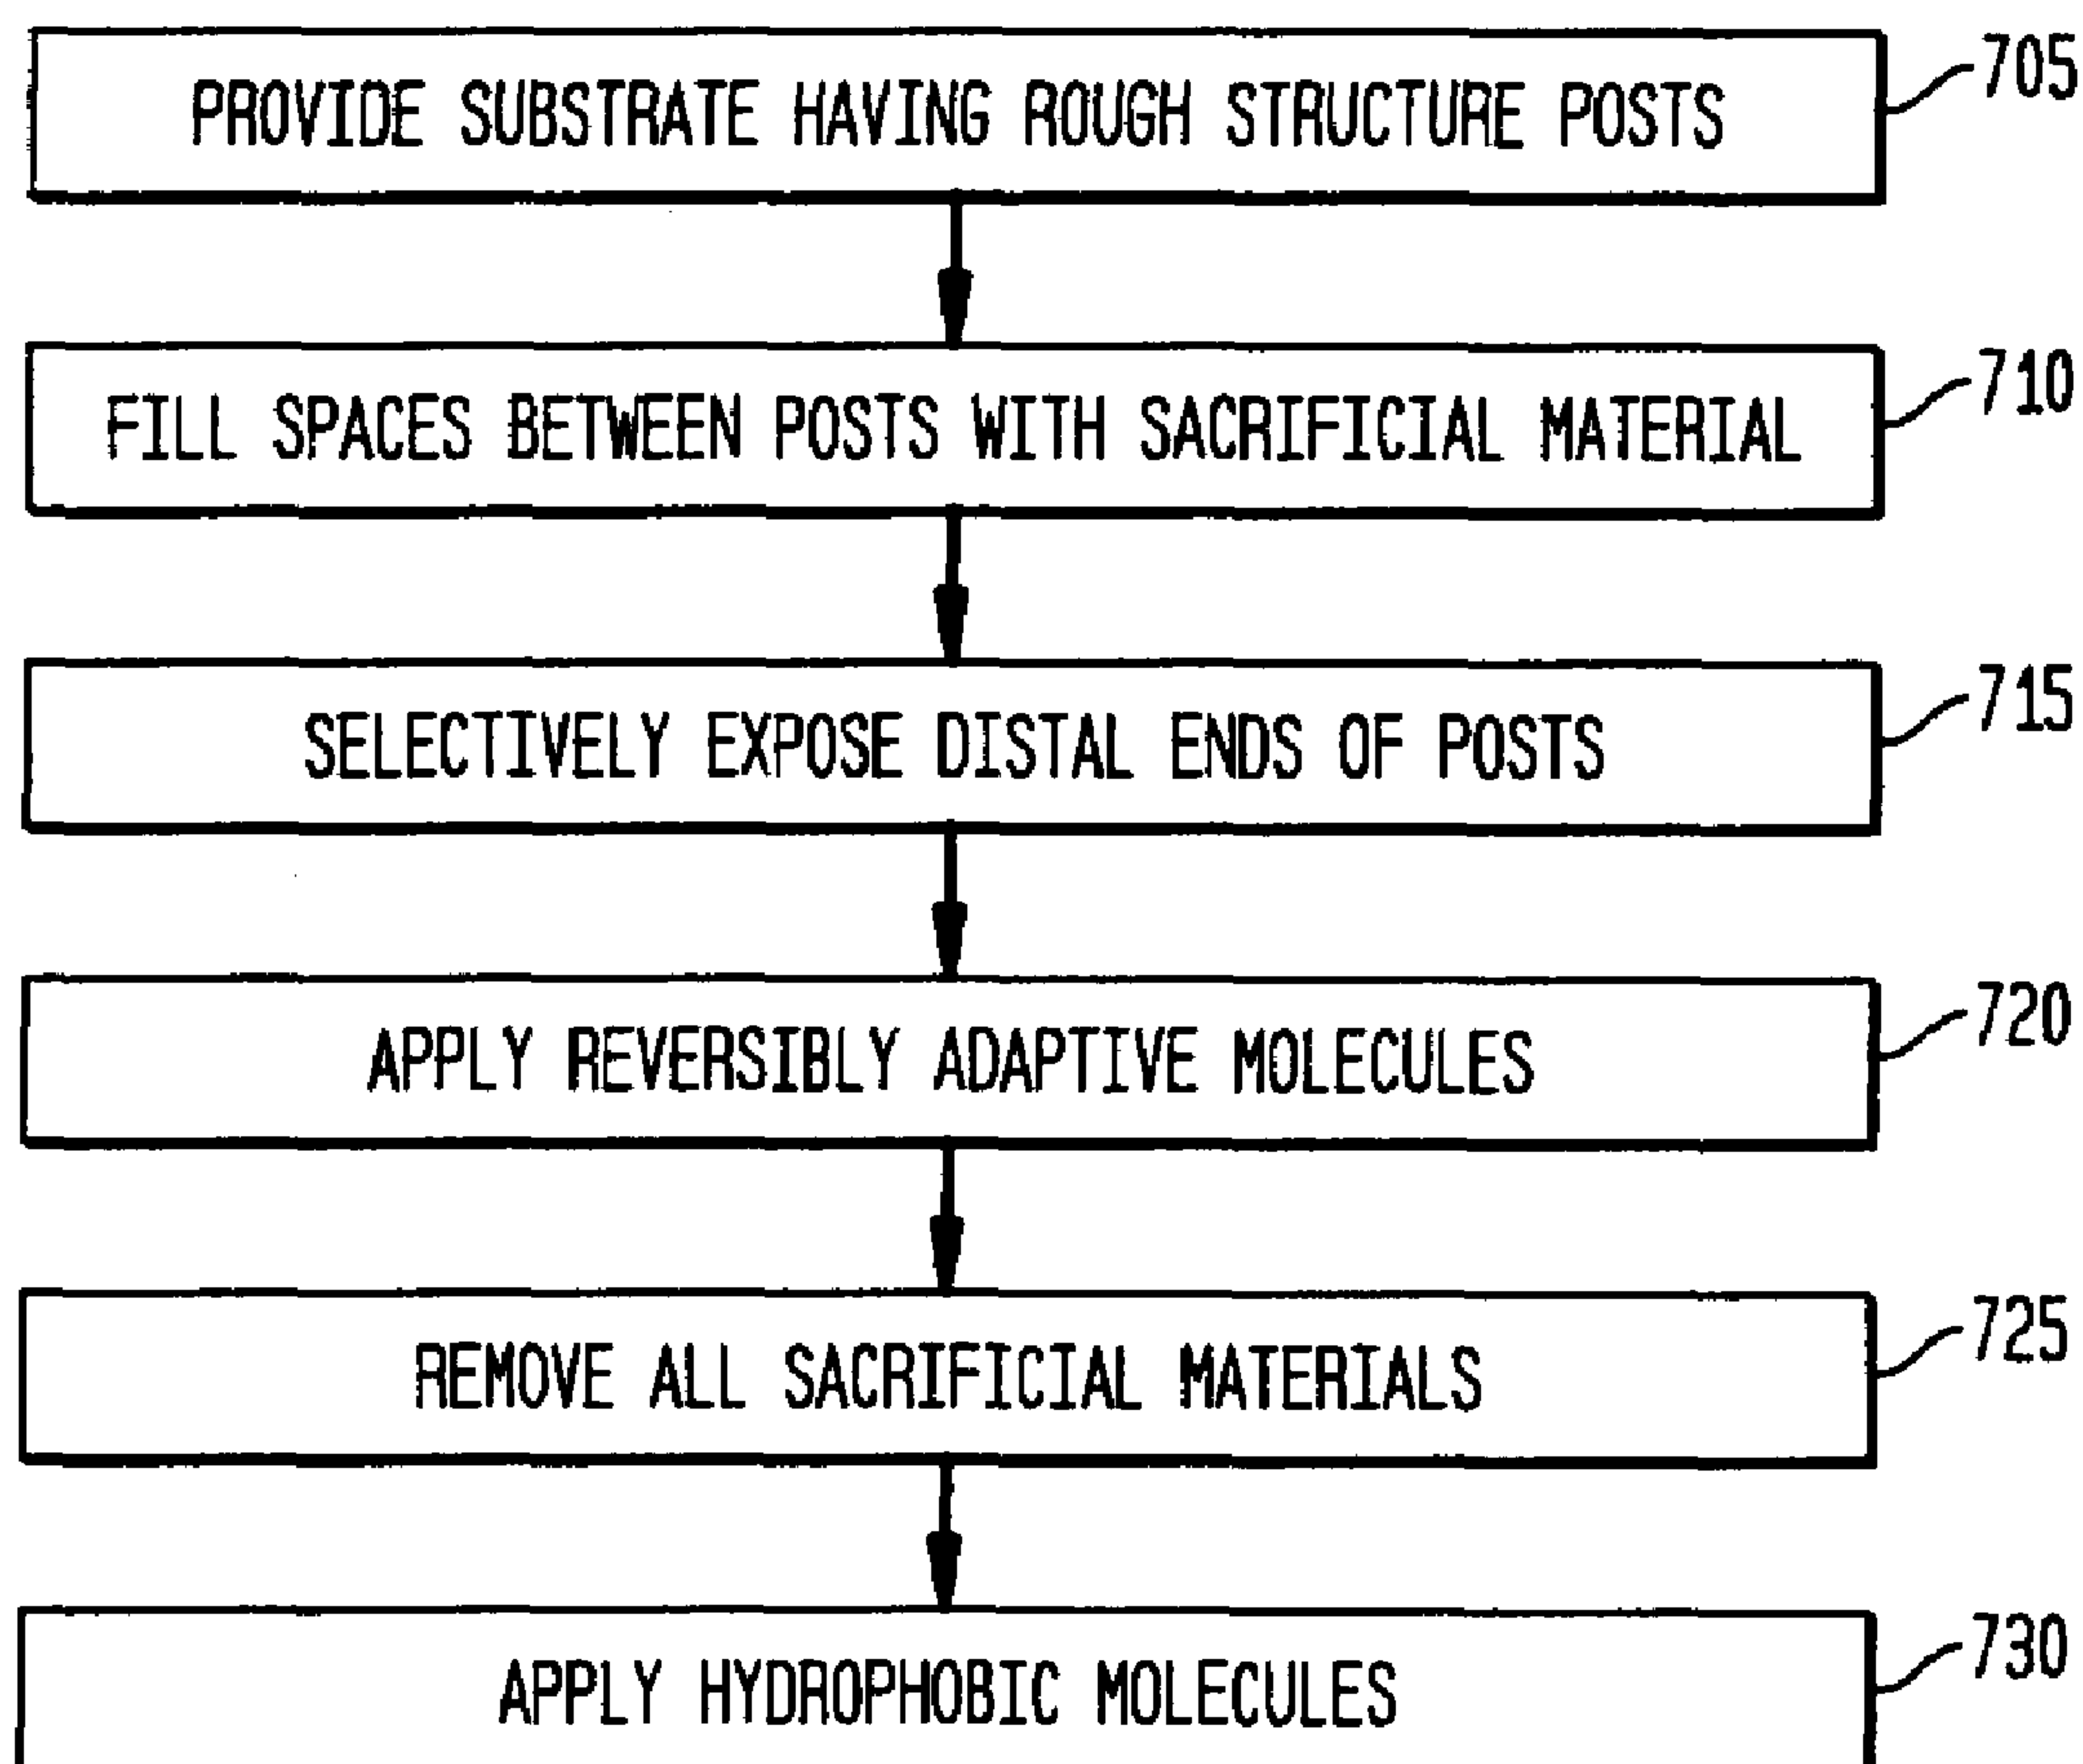 PROVIDE SUBSTRATE HAVING ROUGH STRUCTURE POSTS 705
FILL SPACES BETWEEN POSTS WITH SACRIFICIAL MATERIAL 710
SELECTIVELY EXPOSE DISTAL ENDS OF POSTS 715
APPLY REVERSIBLY ADAPTIVE MOLECULES 720
REMOVE ALL SACRIFICIAL MATERIALS 725
APPLY HYDROPHOBIC MOLECULES 730